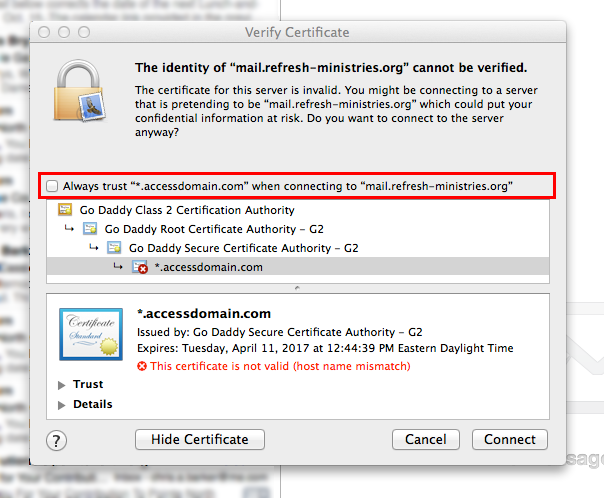 Verify Certificate
The identity of “mail.refresh-ministries.org” cannot be verified.
The certificate for this server is invalid. You might be connecting to a server
that is pretending to be “mail.refresh-ministries.org” which could put your
confidential information at risk. Do you want to connect to the server
anyway?
Always trust “*.accessdomain.com” when connecting to “mail.refresh-ministries.org”
Go Daddy Class 2 Certification Authority
Go Daddy Root Certificate Authority – G2
Go Daddy Secure Certificate Authority – G2
*.accessdomain.com
Certificate
Standard
*.accessdomain.com
Issued by: Go Daddy Secure Certificate Authority – G2
Expires: Tuesday, April 11, 2017 at 12:44:39 PM Eastern Daylight Time
This certificate is not valid (host name mismatch)
Trust
Details
? Hide Certificate Cancel Connect